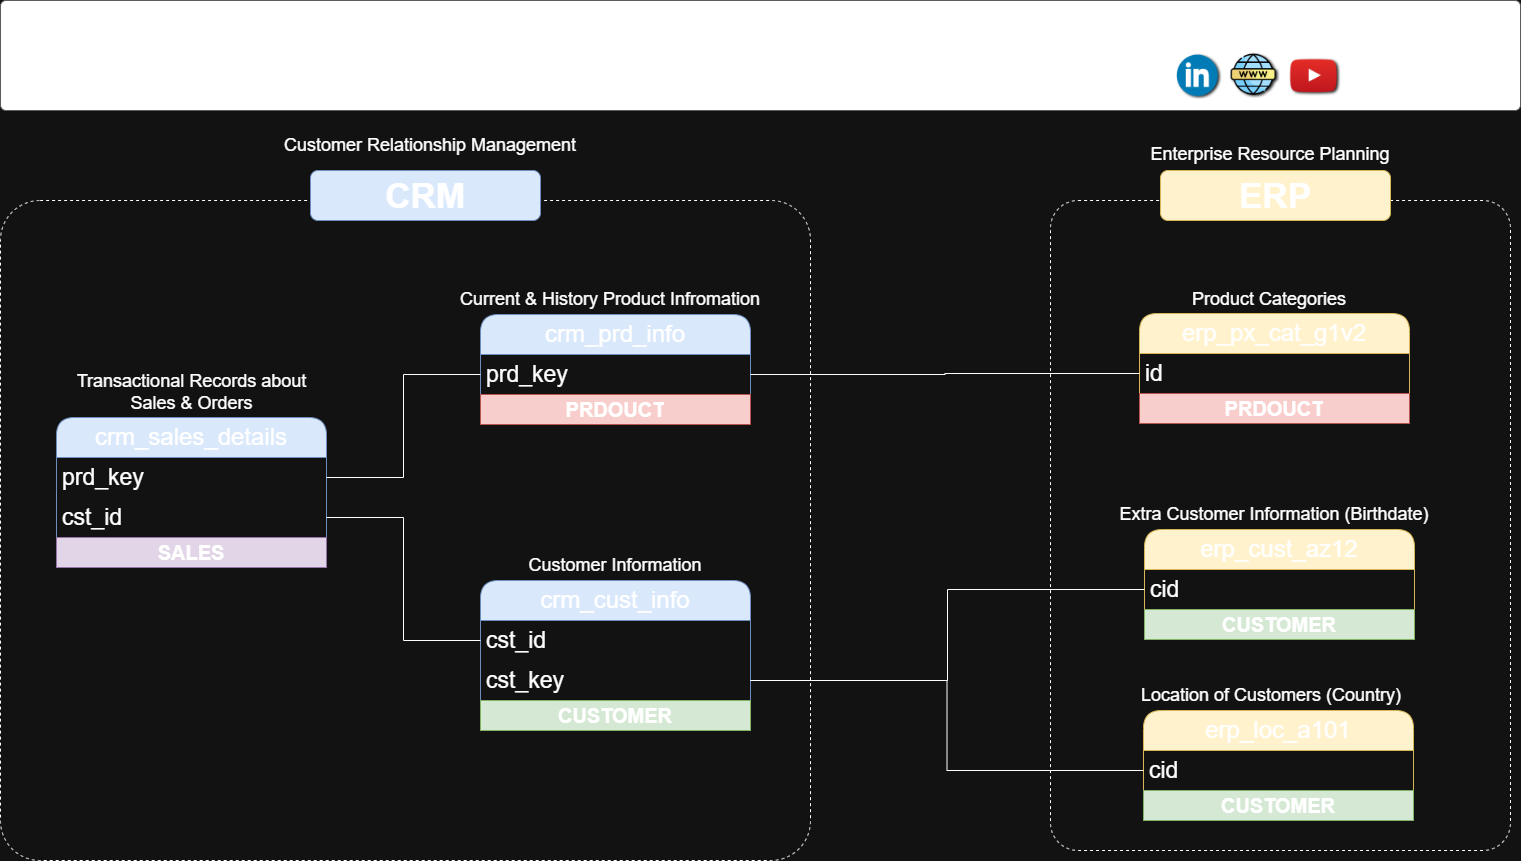 in
WWW
Customer Relationship Management
CRM
Enterprise Resource Planning
ERP
Current & History Product Infromation
crm_prd_info
prd_key
PRDOUCT
Transactional Records about
Sales & Orders
crm_sales_details
prd_key
cst_id
SALES
Customer Information
crm_cust_info
cst_id
cst_key
CUSTOMER
Product Categories
erp_px_cat_g1v2
id
PRDOUCT
Extra Customer Information (Birthdate)
erp_cust_az12
cid
CUSTOMER
Location of Customers (Country)
erp_loc_a101
cid
CUSTOMER